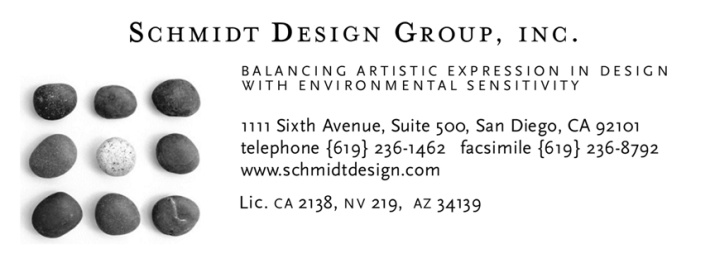 SCHMIDT DESIGN GROUP, INC.
BALANCING ARTISTIC EXPRESSION IN DESIGN
WITH ENVIRONMENTAL SENSITIVITY
1111 Sixth Avenue, Suite 500, San Diego, CA 92101
telephone {619} 236-1462 facsimile {619} 236-8792
www.schmidtdesign.com
Lic. CA 2138, NV 219, AZ 34139